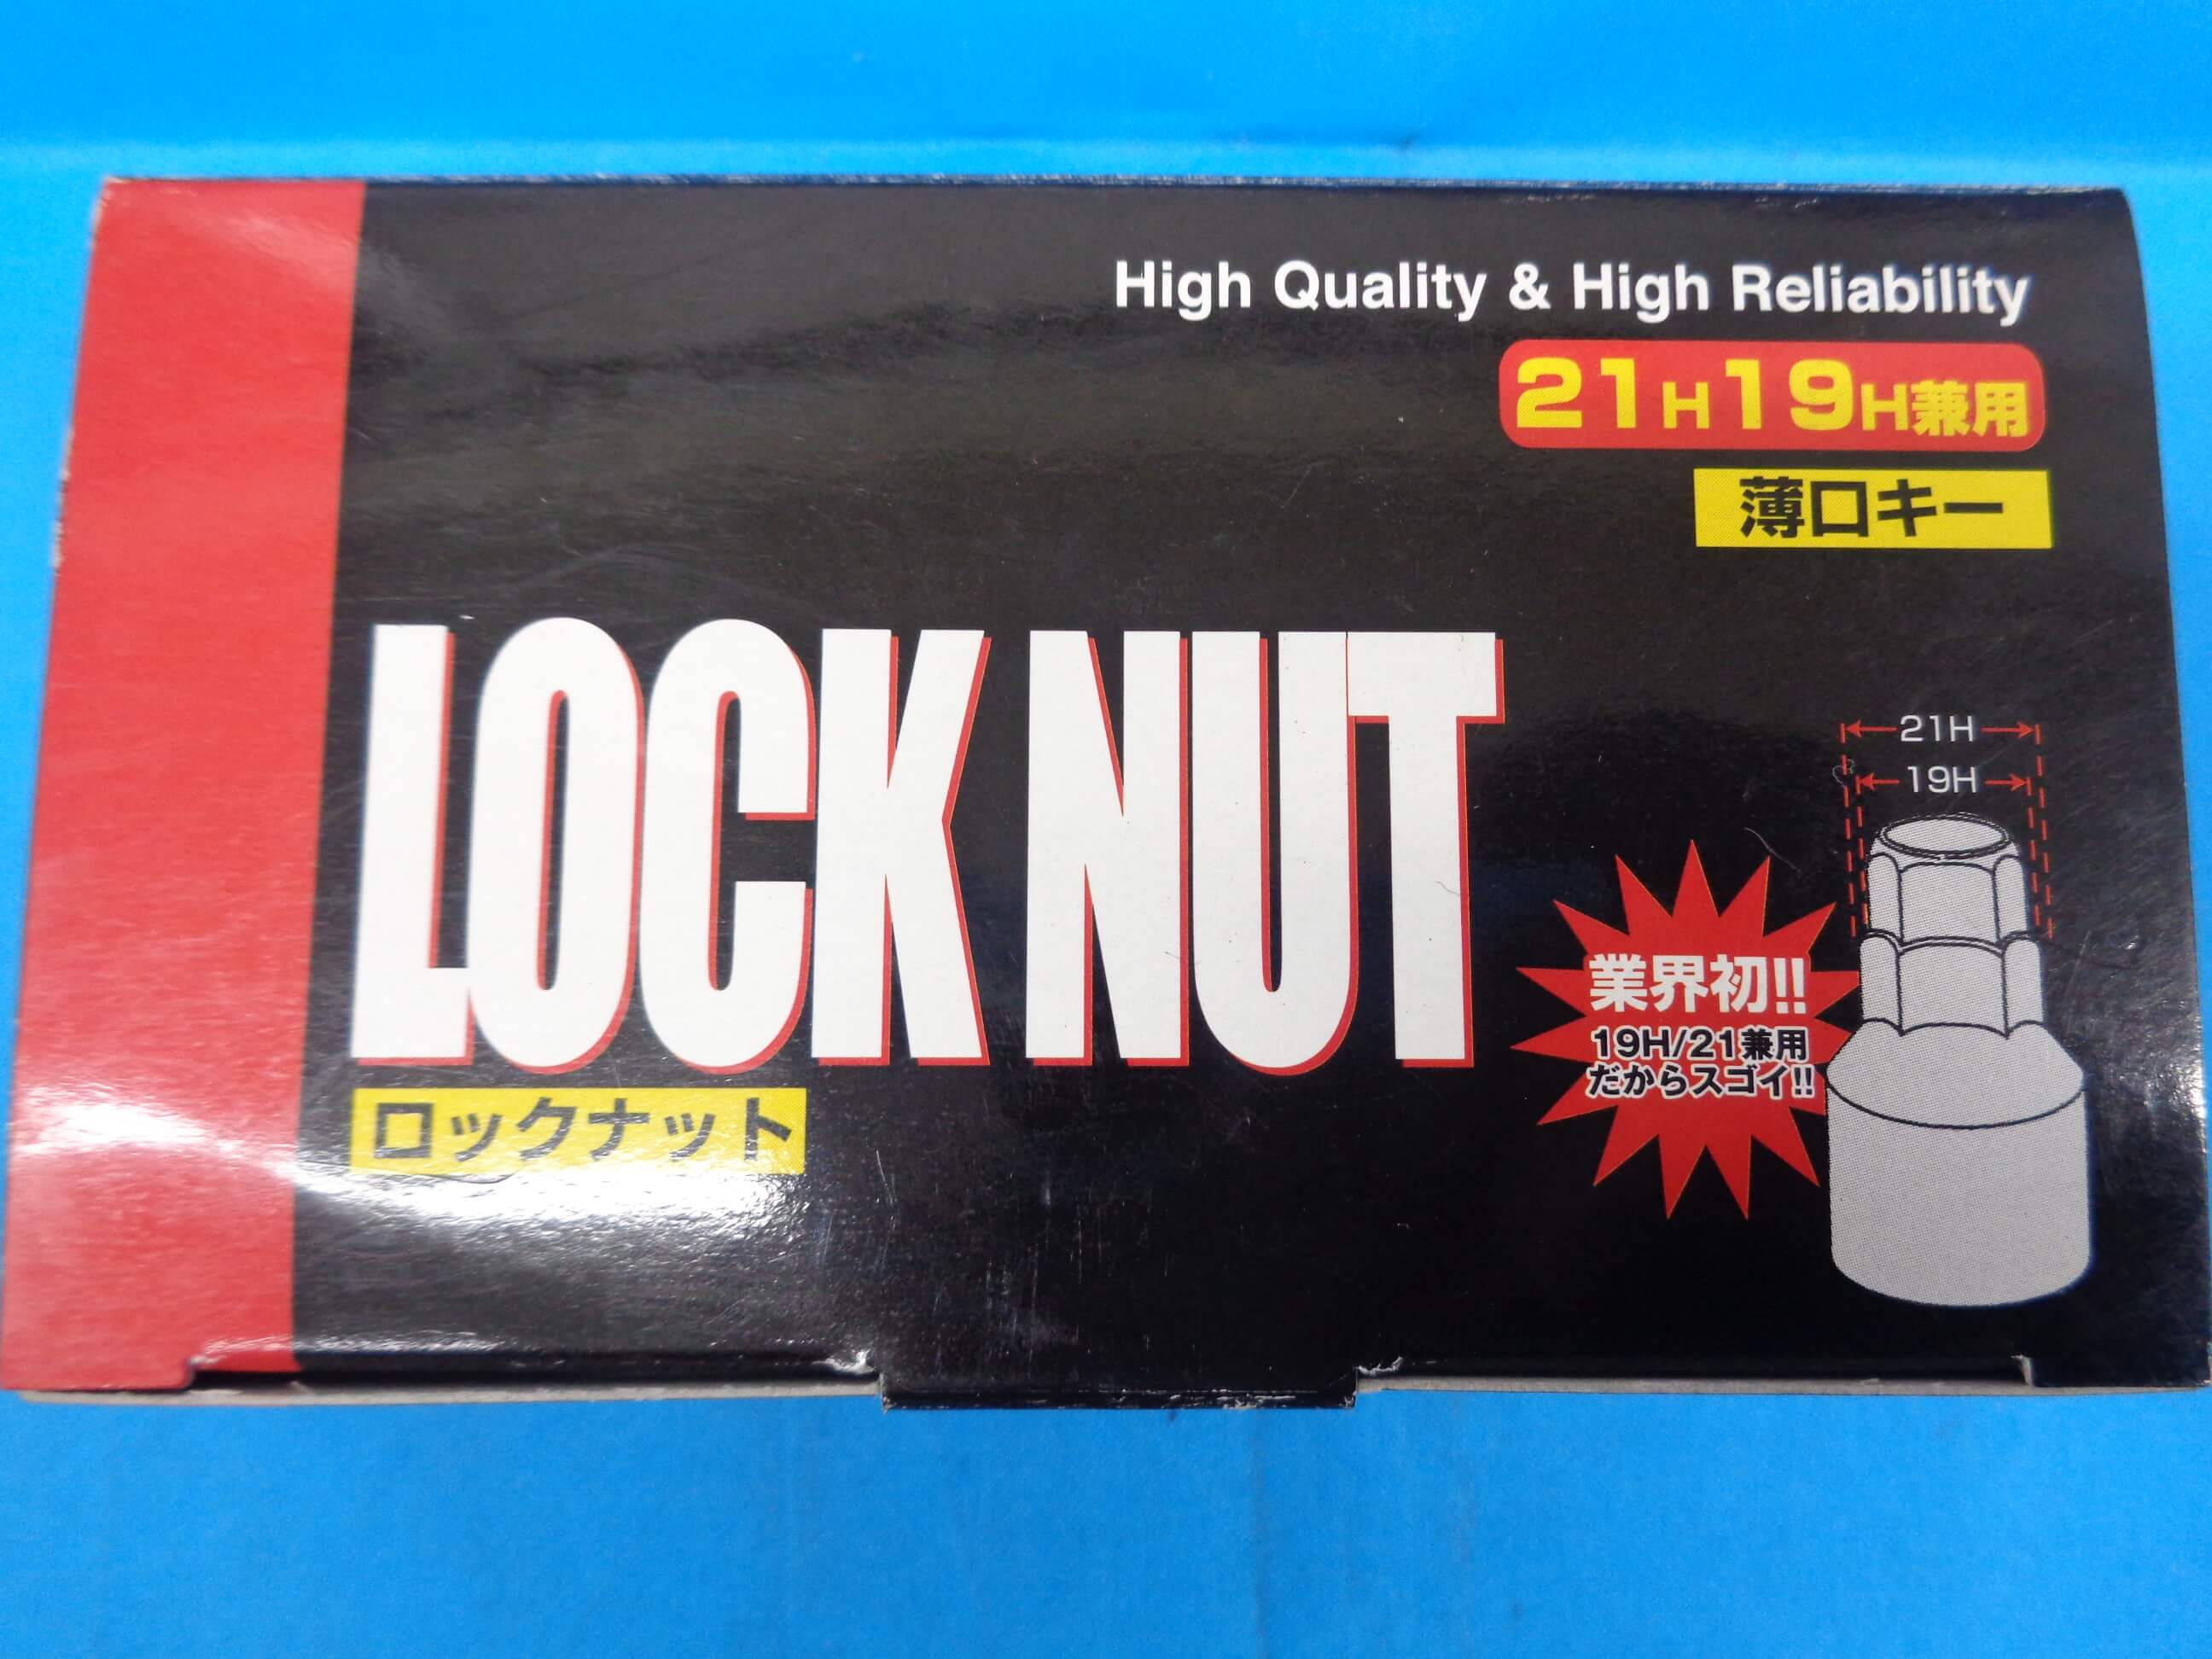 High Quality & High Reliability
21H19H兼用
薄口キー
LOCK NUT
ロックナット
21H
19H
業界初!!
19H/21兼用
だからスゴイ!!